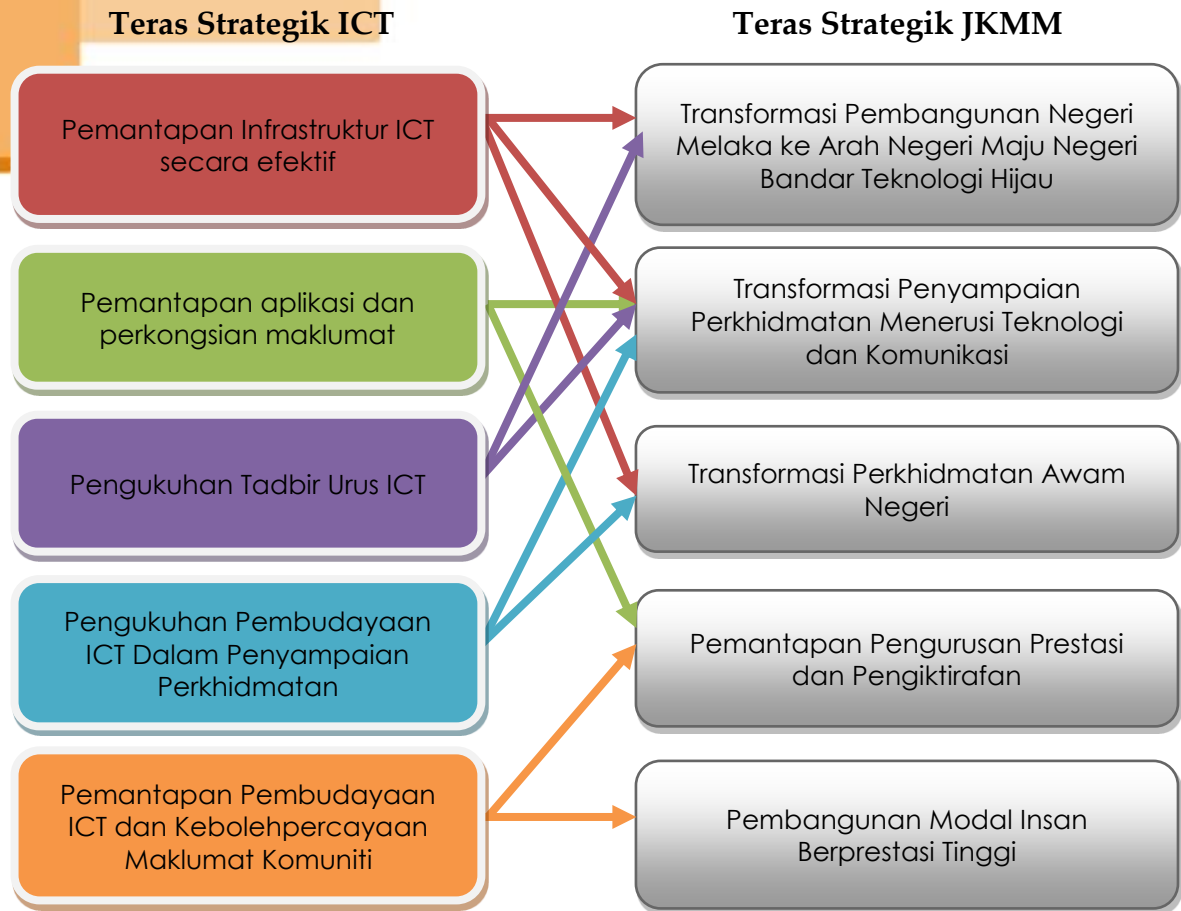 Teras Strategik ICT
Teras Strategik JKMM
Pemantapan Infrastruktur ICT
secara efektif
Pemantapan aplikasi dan
perkongsian maklumat
Pengukuhan Tadbir Urus ICT
Pengukuhan Pembudayaan
ICT Dalam Penyampaian
Perkhidmatan
Pemantapan Pembudayaan
ICT dan Kebolehpercayaan
Maklumat Komuniti
Transformasi Pembangunan Negeri
Melaka ke Arah Negeri Maju Negeri
Bandar Teknologi Hijau
Transformasi Penyampaian
Perkhidmatan Menerusi Teknologi
dan Komunikasi
Transformasi Perkhidmatan Awam
Negeri
Pemantapan Pengurusan Prestasi
dan Pengiktirafan
Pembangunan Modal Insan
Berprestasi Tinggi